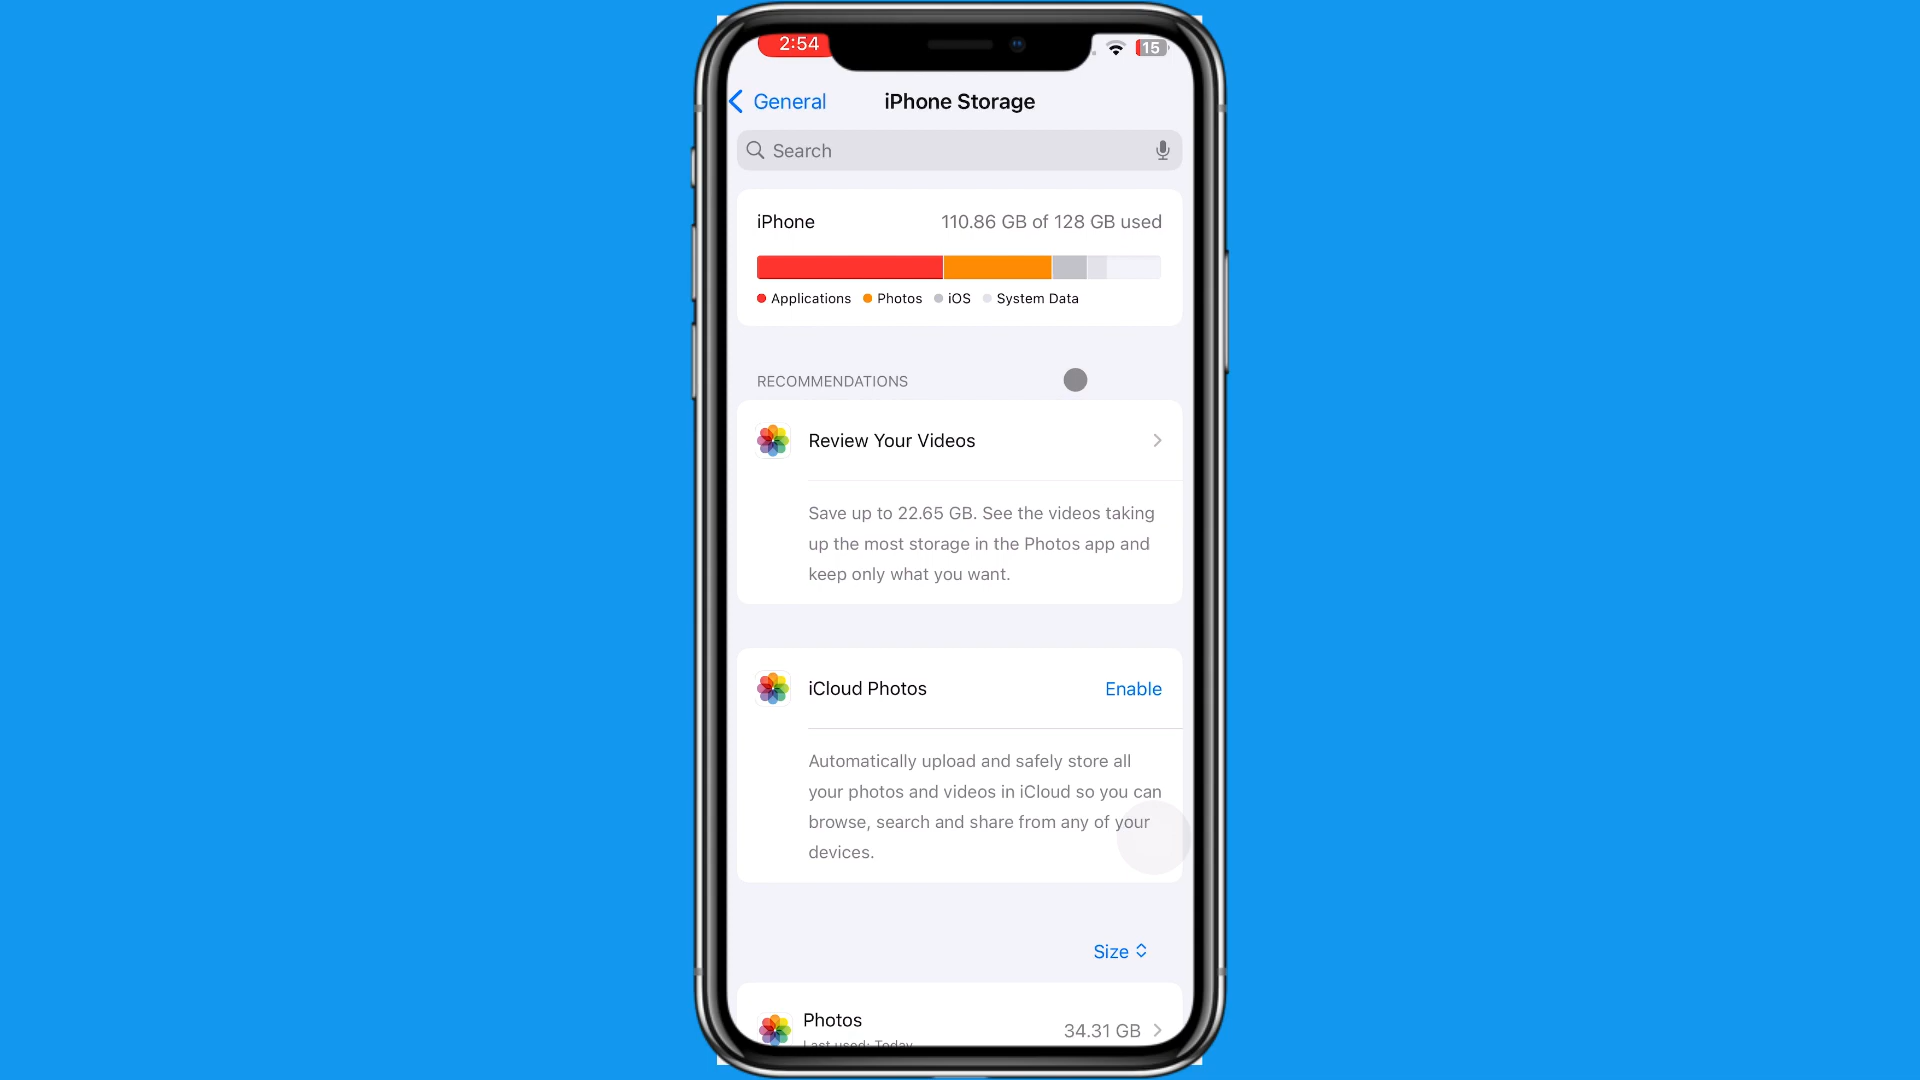 2:54
15
General
iPhone Storage
Search
iPhone 110.86 GB of 128 GB used
Applications Photos iOS System Data
RECOMMENDATIONS
Review Your Videos
Save up to 22.65 GB. See the videos taking
up the most storage in the Photos app and
keep only what you want.
iCloud Photos Enable
Automatically upload and safely store all
your photos and videos in iCloud so you can
browse, search and share from any of your
devices.
Size
Photos 34.31 GB
Last used: Today